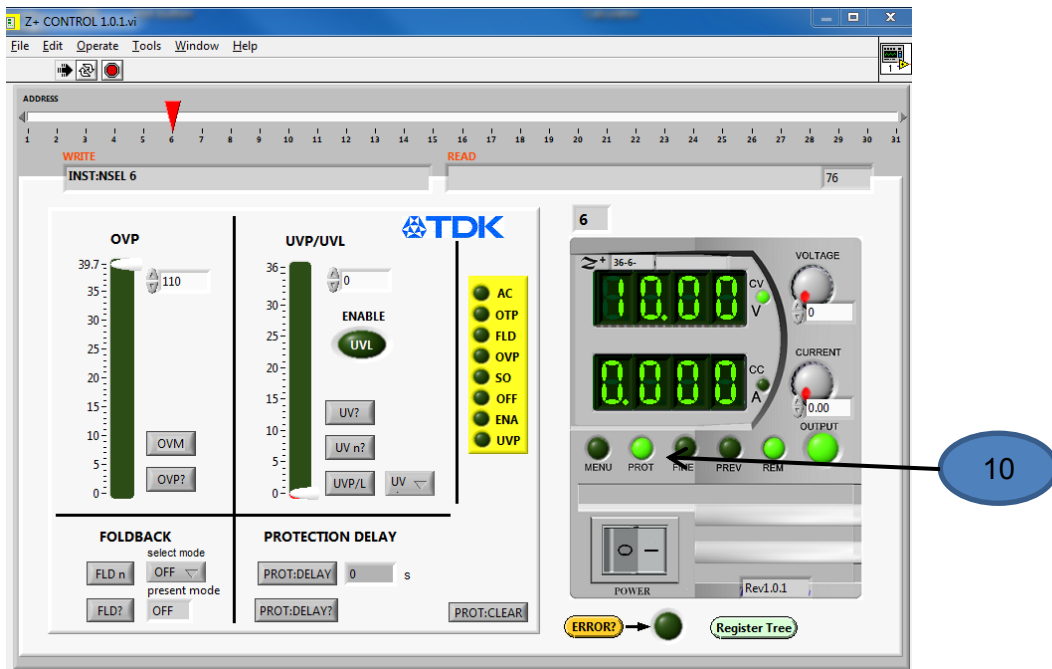 Z+ CONTROL 1.0.1.vi
File Edit Operate Tools Window Help
1
ADDRESS
1 2 3 4 5 6 7 8 9 10 11 12 13 14 15 16 17 18 19 20 21 22 23 24 25 26 27 28 29 30 31
WRITE READ
INST:NSEL 6 76
6
TDK
OVP UVP/UVL
39.7 110 36 0
35 30 ENABLE
30 25 UVL
25 20
20 15 UV?
15 10 UV n?
10 OVM 5 UVP/L UV
5 OVP? 0
0
AC
OTP
FLD
OVP
SO
OFF
ENA
UVP
Z+ 36-6-
10.00 CV V
0.000 CC A
VOLTAGE
0
CURRENT
0.00
OUTPUT
MENU PROT FINE PREV REM
10
FOLDBACK PROTECTION DELAY
select mode
FLD n OFF PROT:DELAY 0 s
present mode
FLD? OFF PROT:DELAY? PROT:CLEAR
POWER Rev1.0.1
ERROR? Register Tree